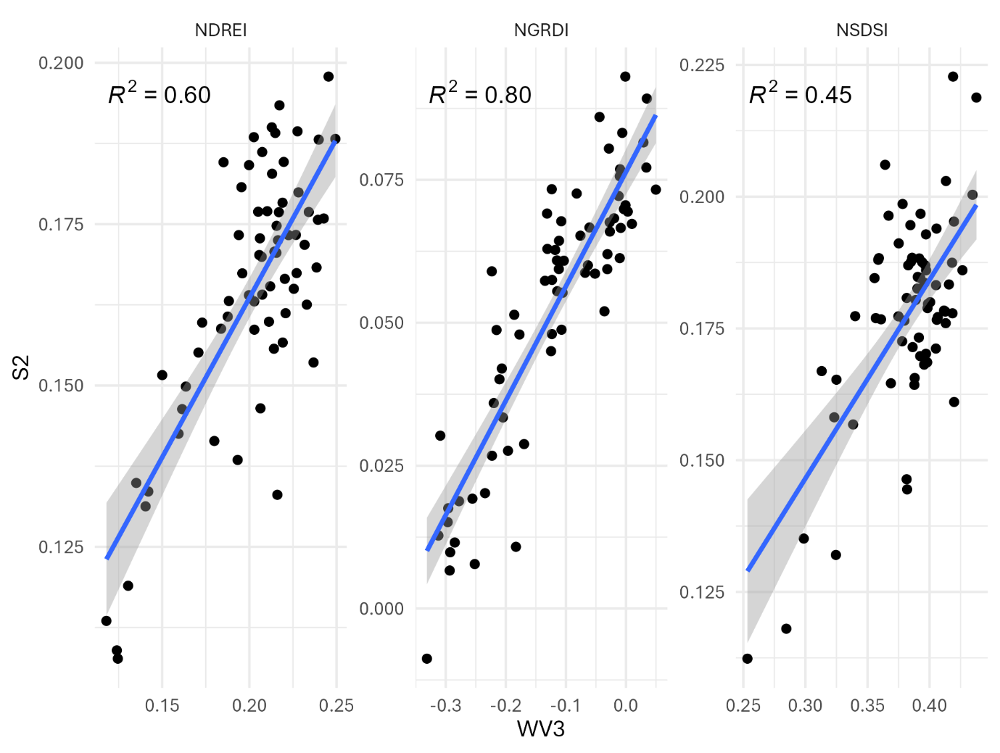 NDREI
NGRDI
NSDSI
R² = 0.60
R² = 0.80
R² = 0.45
0.200
0.175
0.150
0.125
0.075
0.050
0.025
0.000
0.225
0.200
0.175
0.150
0.125
S2
0.15 0.20 0.25
-0.3 -0.2 -0.1 0.0
0.25 0.30 0.35 0.40
WV3